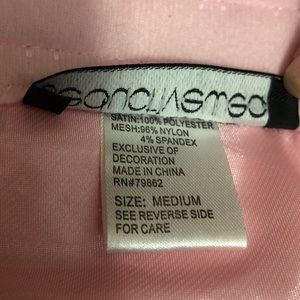 SATIN:100% POLYESTER
MESH:96% NYLON
4% SPANDEX
EXCLUSIVE OF
DECORATION
MADE IN CHINA
RN#79862
SIZE: MEDIUM
SEE REVERSE SIDE
FOR CARE